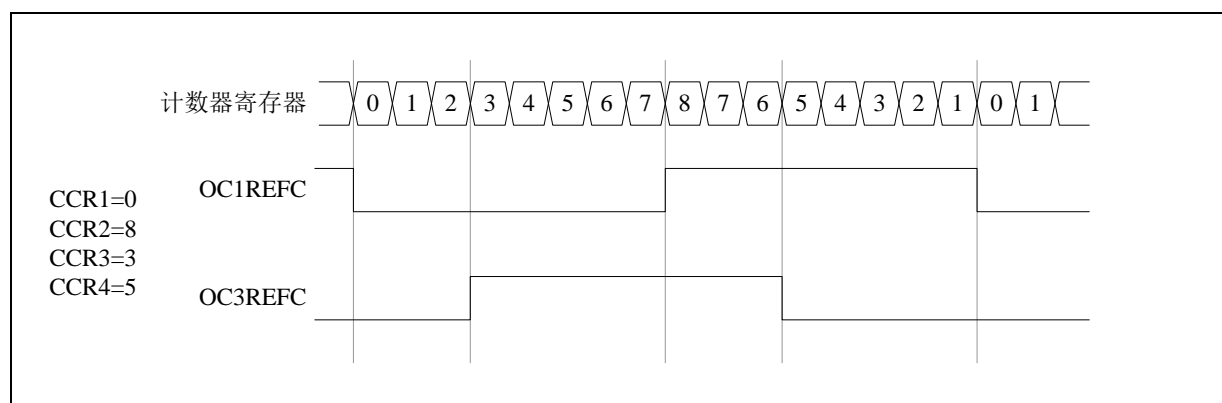 计数器寄存器 0 1 2 3 4 5 6 7 8 7 6 5 4 3 2 1 0 1
OC1REFC
CCR1=0
CCR2=8
CCR3=3
CCR4=5
OC3REFC